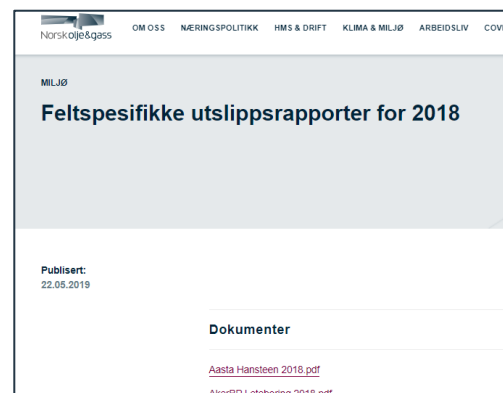 Norskolje&gass
OM OSS NÆRINGSPOLITIKK HMS & DRIFT KLIMA & MILJØ ARBEIDSLIV
MILJØ
Feltspesifikke utslippsrapporter for 2018
Publisert:
22.05.2019
Dokumenter
Aasta Hansteen 2018.pdf